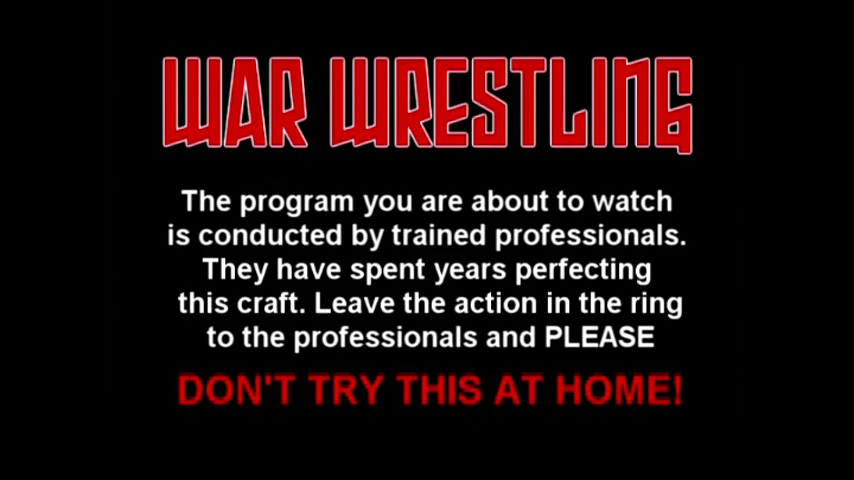 WAR WRESTLING
The program you are about to watch
is conducted by trained professionals.
They have spent years perfecting
this craft. Leave the action in the ring
to the professionals and PLEASE
DON'T TRY THIS AT HOME!